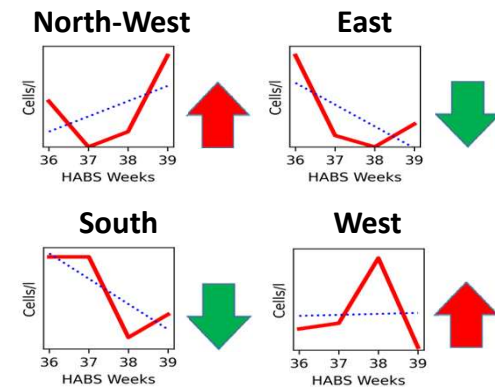 North-West
Cells/l
36 37 38 39
HABS Weeks
East
Cells/l
36 37 38 39
HABS Weeks
South
Cells/l
36 37 38 39
HABS Weeks
West
Cells/l
36 37 38 39
HABS Weeks